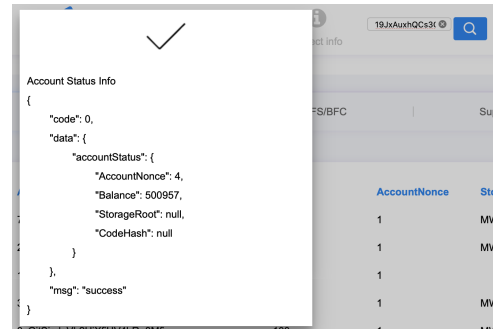 act info
19JxAuxhQCs3(
Account Status Info
{
"code": 0,
"data": {
"accountStatus": {
"AccountNonce": 4,
"Balance": 500957,
"StorageRoot": null,
"CodeHash": null
}
},
"msg": "success"
}
FS/BFC
Su
AccountNonce
Sto
1
MW
1
MW
1
1
MW